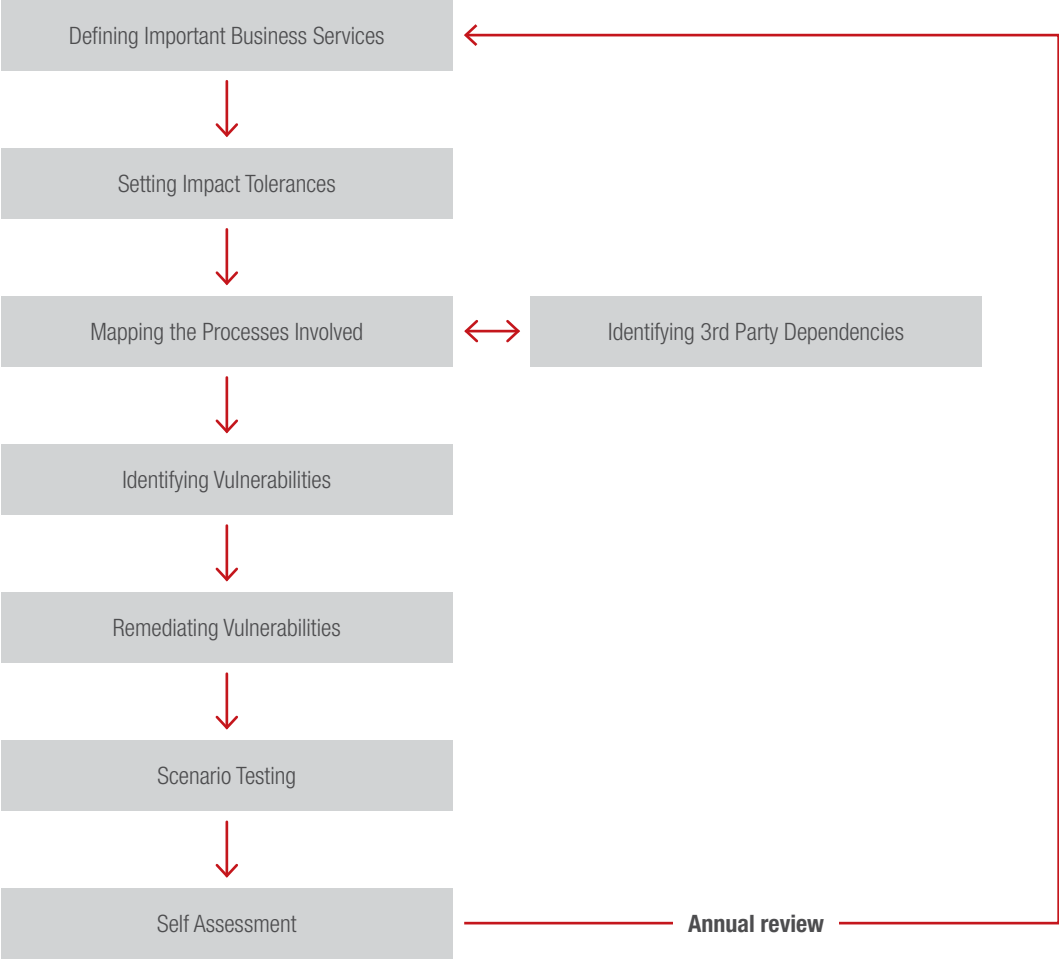 Defining Important Business Services
Setting Impact Tolerances
Mapping the Processes Involved
Identifying 3rd Party Dependencies
Identifying Vulnerabilities
Remediating Vulnerabilities
Scenario Testing
Self Assessment
Annual review